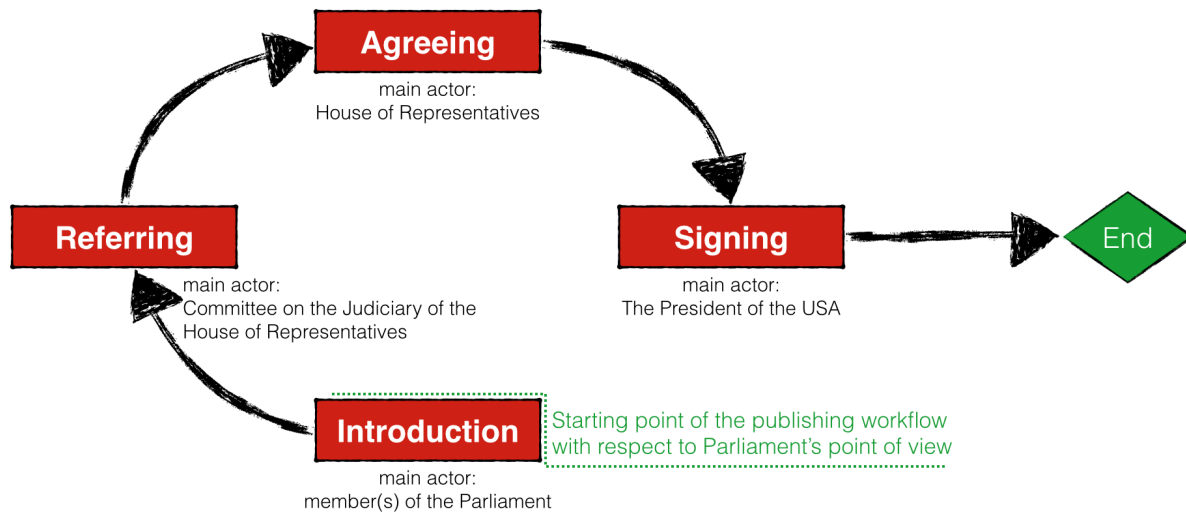 Agreeing
main actor:
House of Representatives
Referring
main actor:
Committee on the Judiciary of the
House of Representatives
Signing
main actor:
The President of the USA
End
Introduction
main actor:
member(s) of the Parliament
Starting point of the publishing workflow
with respect to Parliament's point of view